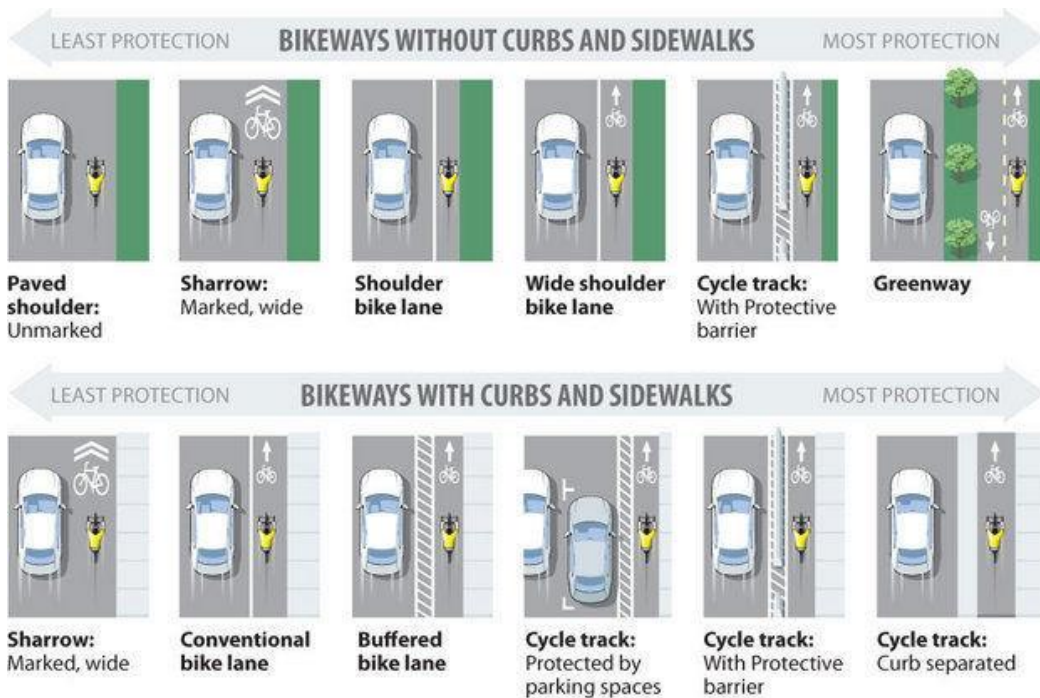 LEAST PROTECTION BIKEWAYS WITHOUT CURBS AND SIDEWALKS MOST PROTECTION
Paved
shoulder:
Unmarked
Sharrow:
Marked, wide
Shoulder
bike lane
Wide shoulder
bike lane
Cycle track:
With Protective
barrier
Greenway
LEAST PROTECTION BIKEWAYS WITH CURBS AND SIDEWALKS MOST PROTECTION
Sharrow:
Marked, wide
Conventional
bike lane
Buffered
bike lane
Cycle track:
Protected by
parking spaces
Cycle track:
With Protective
barrier
Cycle track:
Curb separated